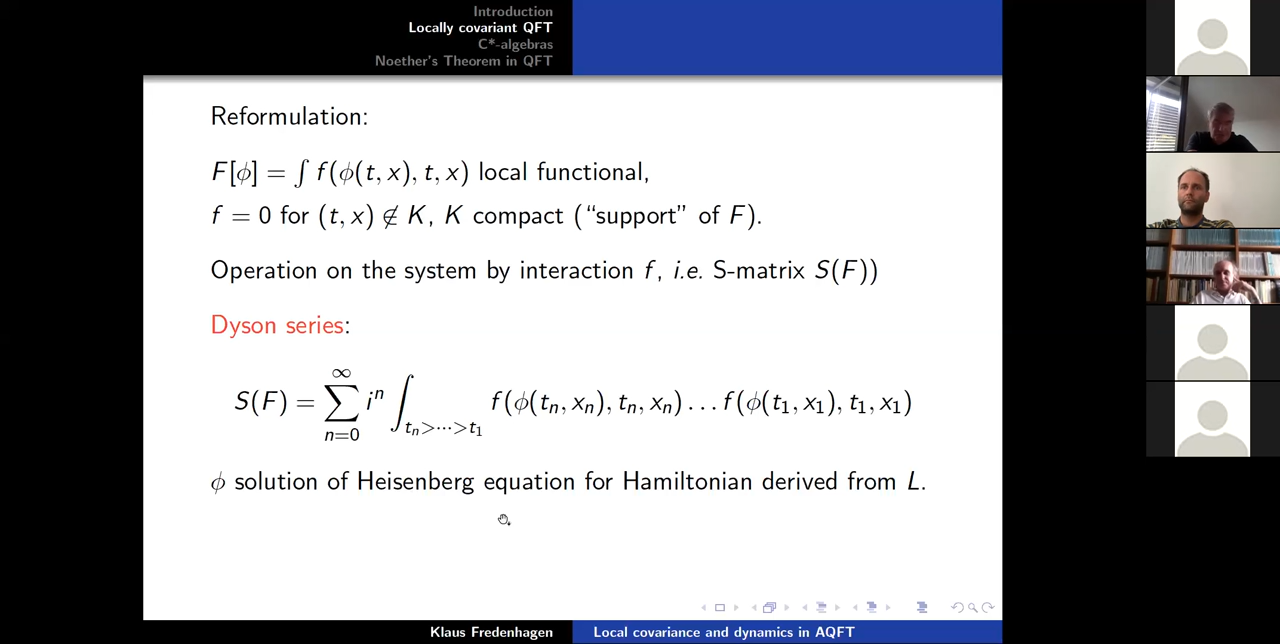 Introduction
Locally covariant QFT
C*-algebras
Noether's Theorem in QFT
Reformulation:
F[ϕ] = ∫ f(ϕ(t, x), t, x) local functional,
f = 0 for (t, x) ∉ K, K compact (“support” of F).
Operation on the system by interaction f, i.e. S-matrix S(F))
Dyson series:
S(F) = ∑_{n=0}^{∞} i^n ∫_{t_n>⋯>t_1} f(ϕ(t_n, x_n), t_n, x_n) … f(ϕ(t_1, x_1), t_1, x_1)
ϕ solution of Heisenberg equation for Hamiltonian derived from L.
Klaus Fredenhagen
Local covariance and dynamics in AQFT